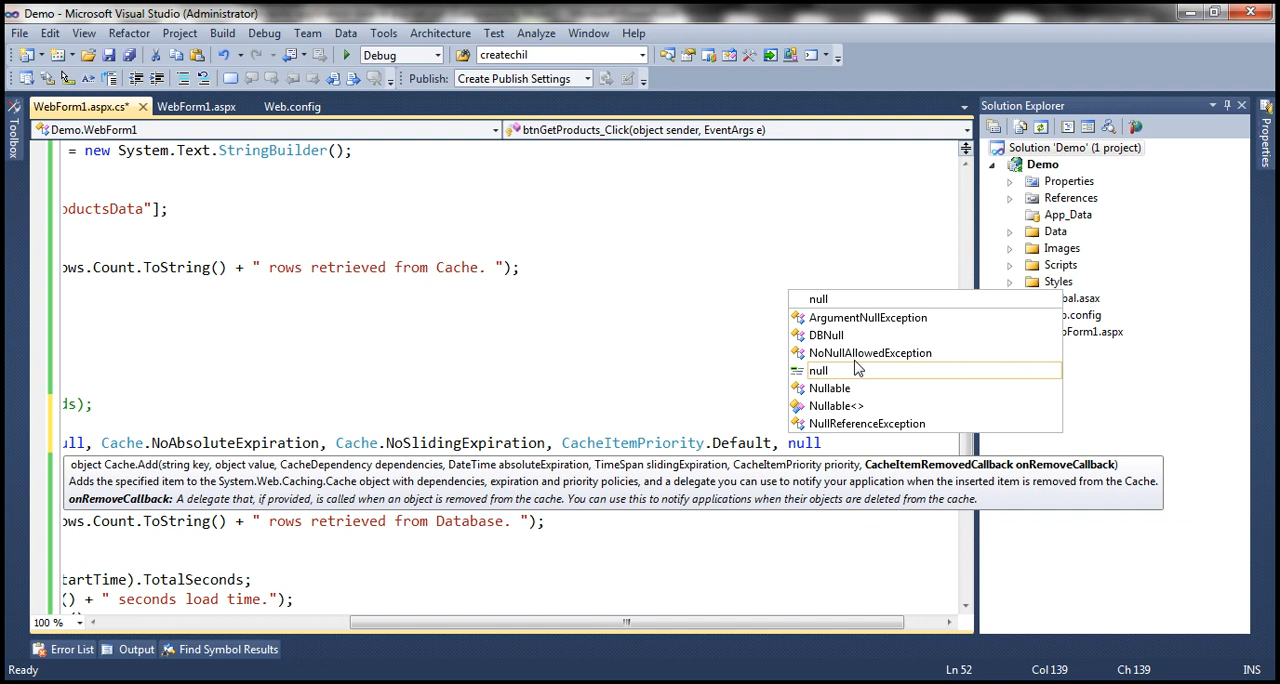 Demo - Microsoft Visual Studio (Administrator)
File Edit View Refactor Project Build Debug Team Data Tools Architecture Test Analyze Window Help
Debug createchil
Publish: Create Publish Settings
WebForm1.aspx.cs* WebForm1.aspx Web.config
Demo.WebForm1 btnGetProducts_Click(object sender, EventArgs e)
= new System.Text.StringBuilder();
oductsData"];
ows.Count.ToString() + " rows retrieved from Cache. ");
null
ArgumentNullException
DBNull
NoNullAllowedException
null
Nullable
Nullable<>
NullReferenceException
ds);
ull, Cache.NoAbsoluteExpiration, Cache.NoSlidingExpiration, CacheItemPriority.Default, null
object Cache.Add(string key, object value, CacheDependency dependencies, DateTime absoluteExpiration, TimeSpan slidingExpiration, CacheItemPriority priority, CacheItemRemovedCallback onRemoveCallback)
Adds the specified item to the System.Web.Caching.Cache object with dependencies, expiration and priority policies, and a delegate you can use to notify your application when the inserted item is removed from the Cache.
onRemoveCallback: A delegate that, if provided, is called when an object is removed from the cache. You can use this to notify applications when their objects are deleted from the cache.
ows.Count.ToString() + " rows retrieved from Database. ");
tartTime).TotalSeconds;
() + " seconds load time.");
100 %
Toolbox
Solution Explorer
Solution 'Demo' (1 project)
Demo
Properties
References
App_Data
Data
Images
Scripts
Styles
bal.asax
b.config
bForm1.aspx
Properties
Error List Output Find Symbol Results
Ready Ln 52 Col 139 Ch 139 INS